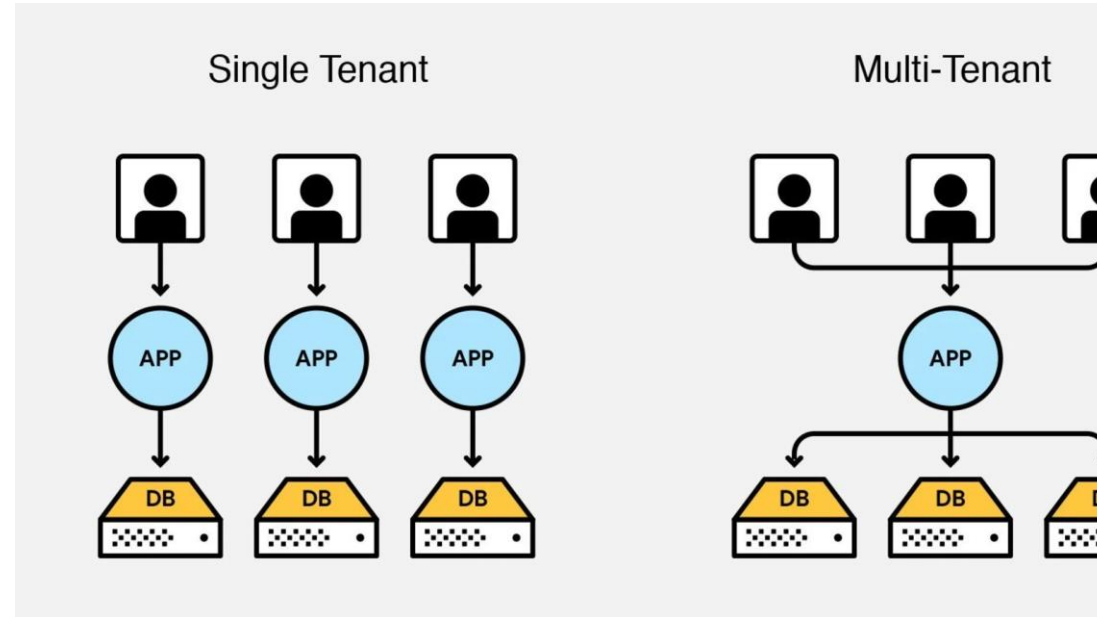 Single Tenant
Multi-Tenant
APP APP APP
APP
DB DB DB
DB DB